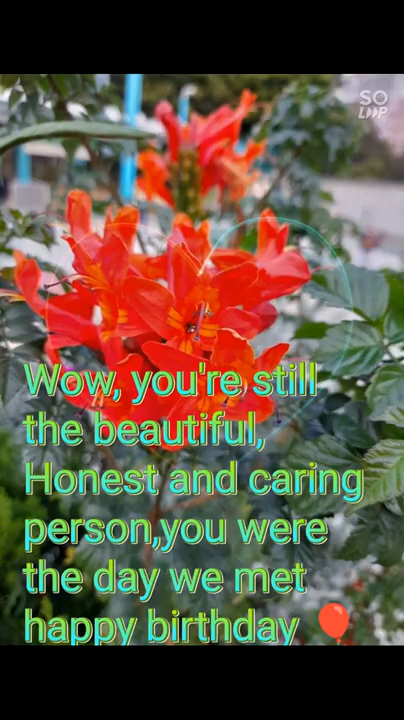 SO
LOOP
Wow, you're still
the beautiful,
Honest and caring
person,you were
the day we met
happy birthday 🎈